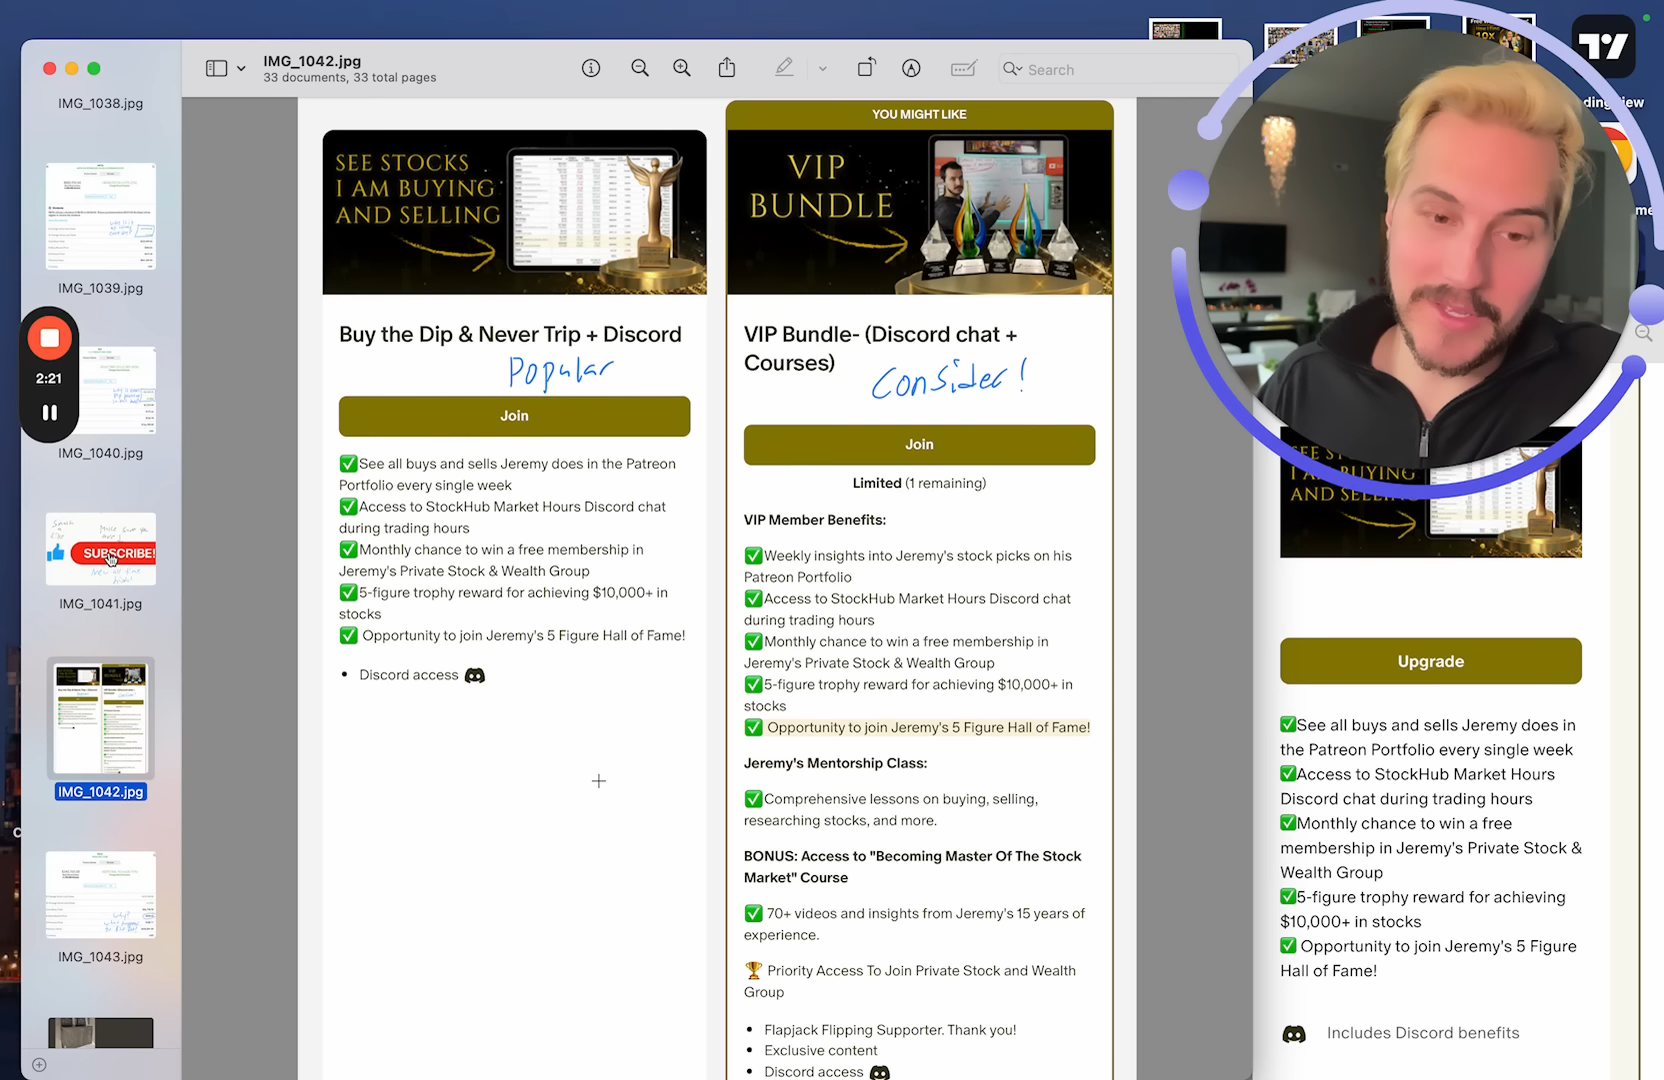 IMG_1042.jpg
33 documents, 33 total pages
Search
IMG_1038.jpg
IMG_1039.jpg
2:21
IMG_1040.jpg
SUBSCRIBE!
IMG_1041.jpg
IMG_1042.jpg
IMG_1043.jpg
SEE STOCKS
I AM BUYING
AND SELLING
Buy the Dip & Never Trip + Discord
Popular
Join
✅See all buys and sells Jeremy does in the Patreon
Portfolio every single week
✅Access to StockHub Market Hours Discord chat
during trading hours
✅Monthly chance to win a free membership in
Jeremy's Private Stock & Wealth Group
✅5-figure trophy reward for achieving $10,000+ in
stocks
✅ Opportunity to join Jeremy's 5 Figure Hall of Fame!
• Discord access
YOU MIGHT LIKE
VIP
BUNDLE
VIP Bundle- (Discord chat +
Courses)
Consider!
Join
Limited (1 remaining)
VIP Member Benefits:
✅Weekly insights into Jeremy's stock picks on his
Patreon Portfolio
✅Access to StockHub Market Hours Discord chat
during trading hours
✅Monthly chance to win a free membership in
Jeremy's Private Stock & Wealth Group
✅5-figure trophy reward for achieving $10,000+ in
stocks
✅ Opportunity to join Jeremy's 5 Figure Hall of Fame!
Jeremy's Mentorship Class:
✅Comprehensive lessons on buying, selling,
researching stocks, and more.
BONUS: Access to "Becoming Master Of The Stock
Market" Course
✅ 70+ videos and insights from Jeremy's 15 years of
experience.
🏆 Priority Access To Join Private Stock and Wealth
Group
• Flapjack Flipping Supporter. Thank you!
• Exclusive content
• Discord access
I AM BUYING
AND SELLING
Upgrade
✅See all buys and sells Jeremy does in
the Patreon Portfolio every single week
✅Access to StockHub Market Hours
Discord chat during trading hours
✅Monthly chance to win a free
membership in Jeremy's Private Stock &
Wealth Group
✅5-figure trophy reward for achieving
$10,000+ in stocks
✅ Opportunity to join Jeremy's 5 Figure
Hall of Fame!
Includes Discord benefits